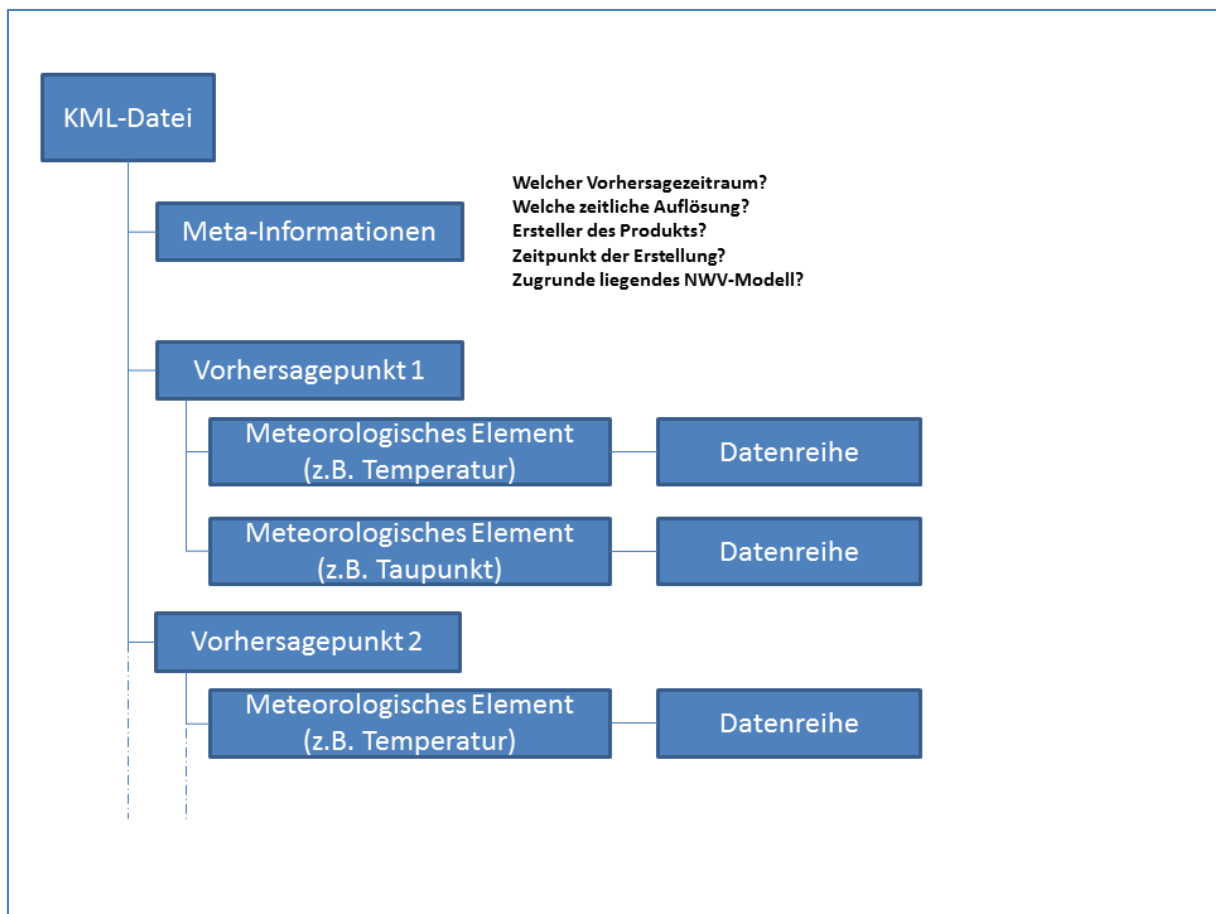 KML-Datei
Meta-Informationen
Welcher Vorhersagezeitraum?
Welche zeitliche Auflösung?
Ersteller des Produkts?
Zeitpunkt der Erstellung?
Zugrunde liegendes NWV-Modell?
Vorhersagepunkt 1
Meteorologisches Element
(z.B. Temperatur)
Datenreihe
Meteorologisches Element
(z.B. Taupunkt)
Datenreihe
Vorhersagepunkt 2
Meteorologisches Element
(z.B. Temperatur)
Datenreihe